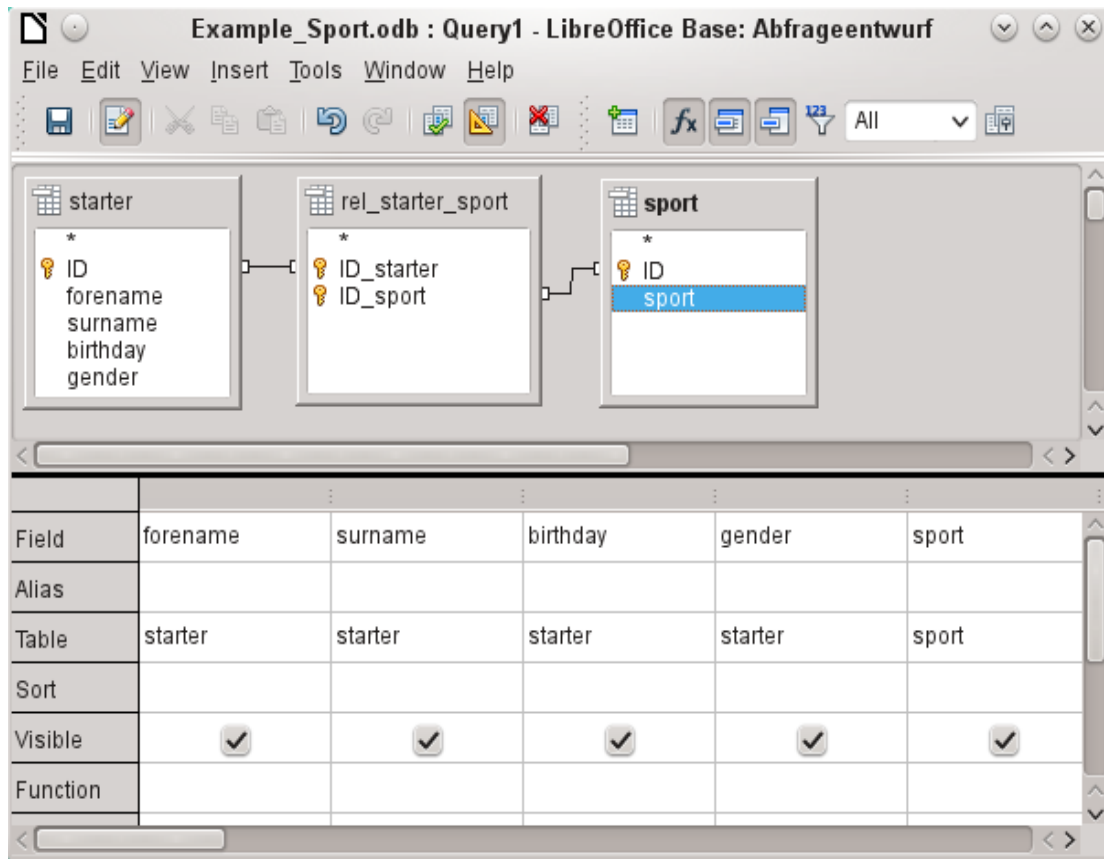 Example_Sport.odb : Query1 - LibreOffice Base: Abfrageentwurf
File Edit View Insert Tools Window Help
fx 123 All
starter
*
ID
forename
surname
birthday
gender
rel_starter_sport
*
ID_starter
ID_sport
sport
*
ID
sport
Field forename surname birthday gender sport
Alias
Table starter starter starter starter sport
Sort
Visible
Function